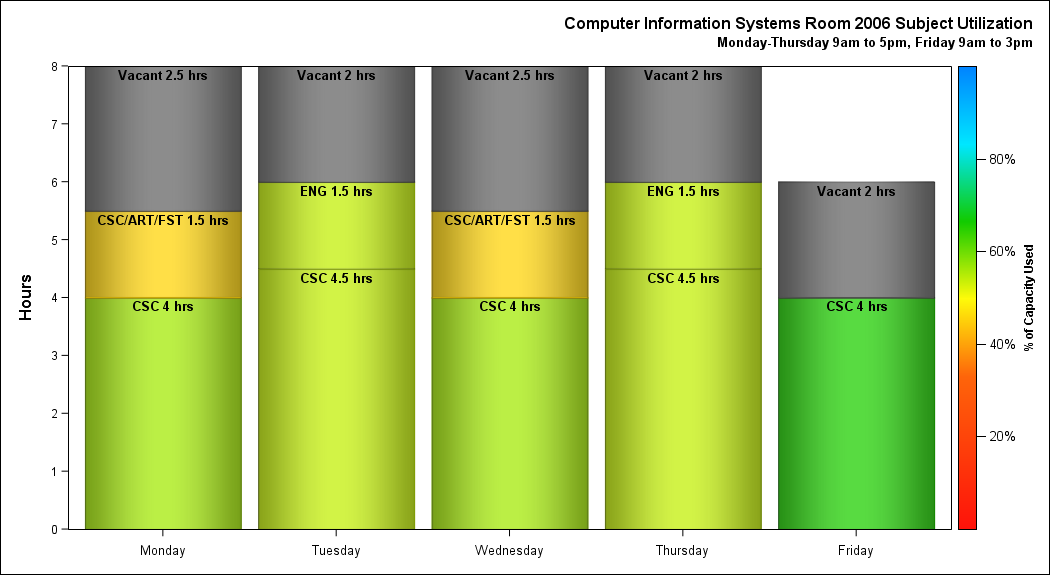 Computer Information Systems Room 2006 Subject Utilization
Monday-Thursday 9am to 5pm, Friday 9am to 3pm
Hours
8
7
6
5
4
3
2
1
0
Vacant 2.5 hrs
CSC/ART/FST 1.5 hrs
CSC 4 hrs
Monday
Vacant 2 hrs
ENG 1.5 hrs
CSC 4.5 hrs
Tuesday
Vacant 2.5 hrs
CSC/ART/FST 1.5 hrs
CSC 4 hrs
Wednesday
Vacant 2 hrs
ENG 1.5 hrs
CSC 4.5 hrs
Thursday
Vacant 2 hrs
CSC 4 hrs
Friday
80%
60%
40%
20%
% of Capacity Used